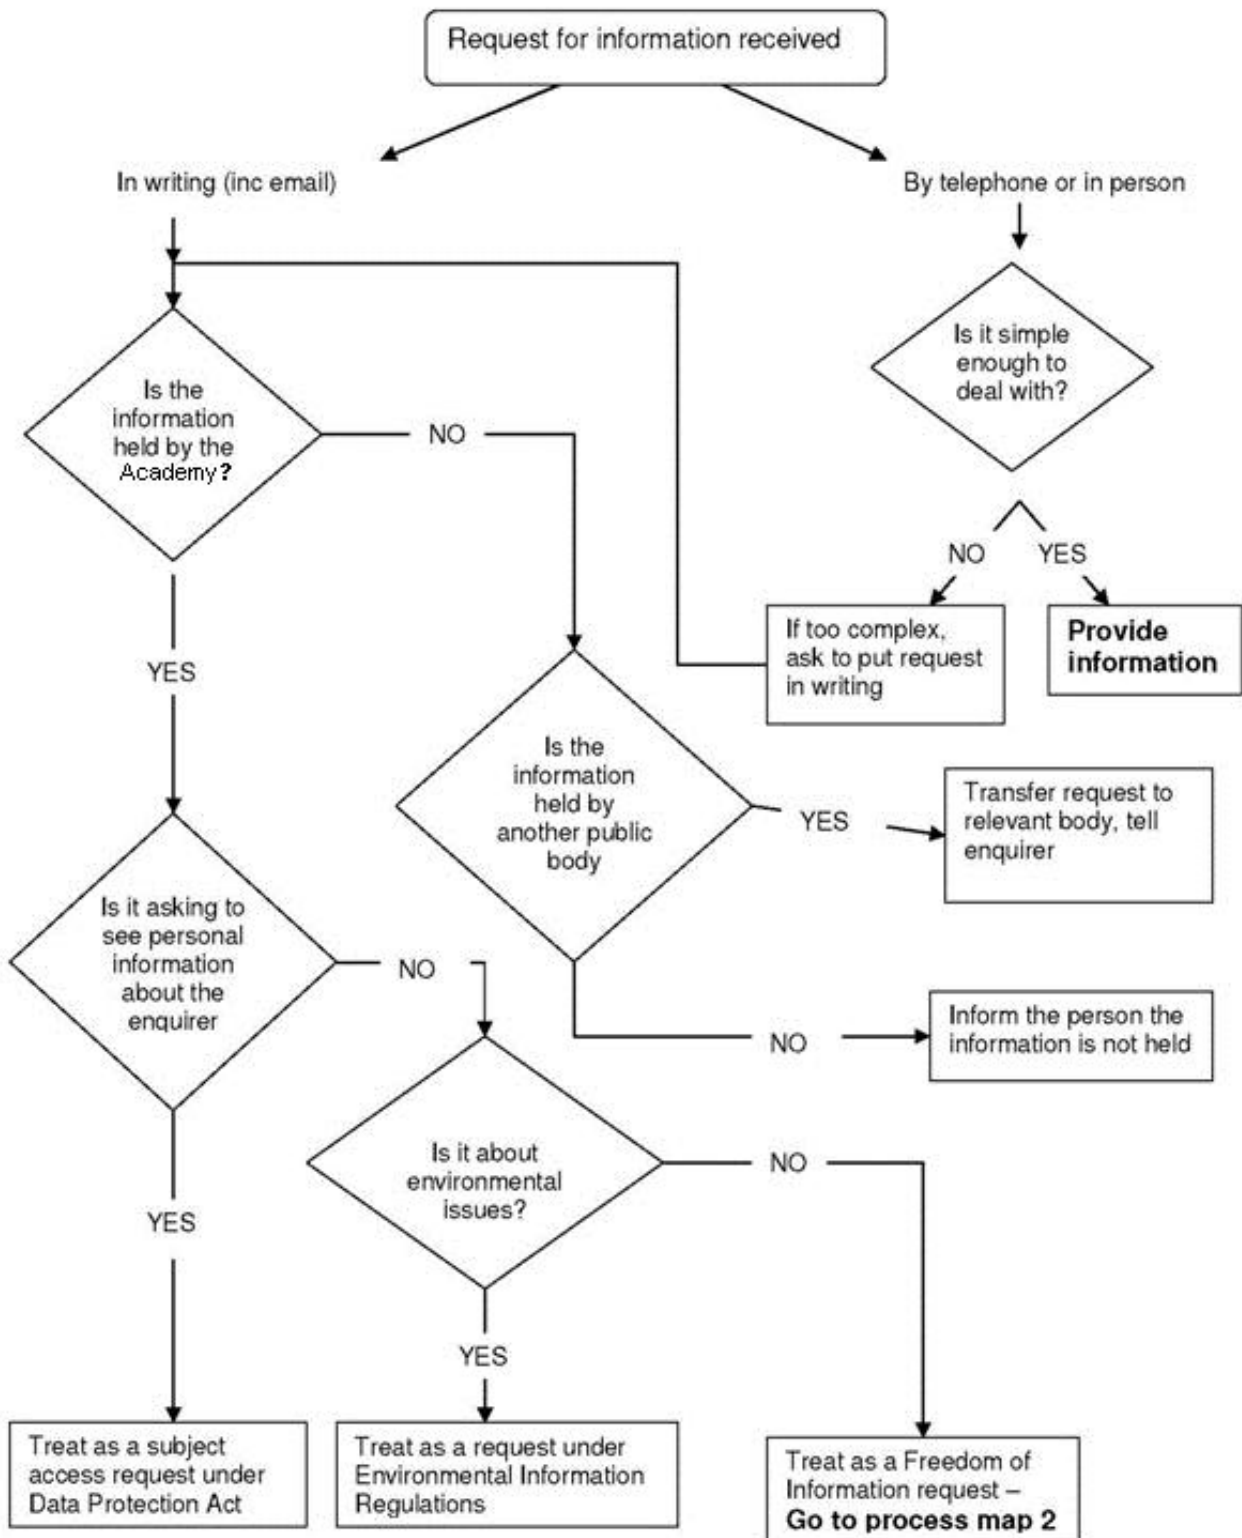 Request for information received
In writing (inc email)
By telephone or in person
Is it simple
enough to
deal with?
Is the
information
held by the
Academy?
NO
NO
YES
If too complex,
ask to put request
in writing
Provide
information
YES
Is the
information
held by
another public
body
YES
Transfer request to
relevant body, tell
enquirer
Is it asking to
see personal
information
about the
enquirer
NO
NO
Inform the person the
information is not held
Is it about
environmental
issues?
NO
YES
YES
Treat as a subject
access request under
Data Protection Act
Treat as a request under
Environmental Information
Regulations
Treat as a Freedom of
Information request –
Go to process map 2